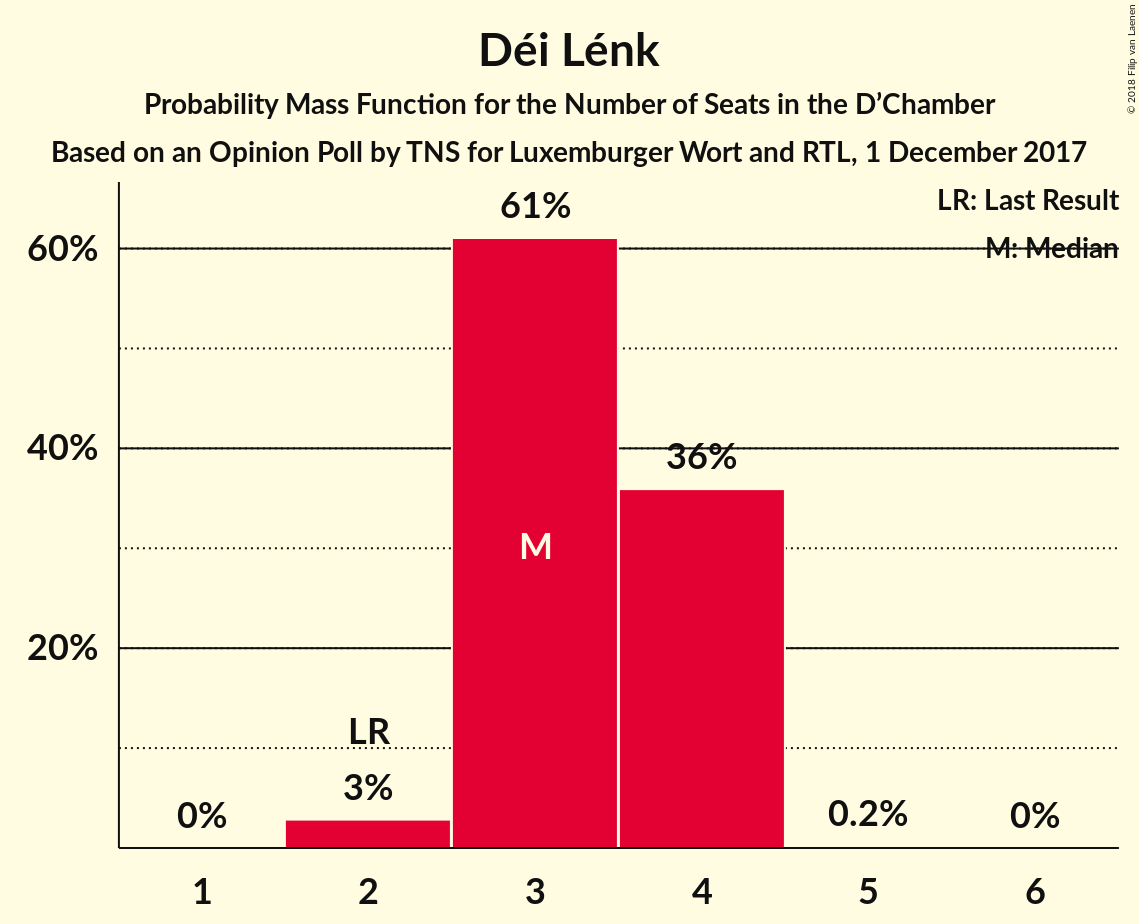 Déi Lénk
Probability Mass Function for the Number of Seats in the D’Chamber
Based on an Opinion Poll by TNS for Luxemburger Wort and RTL, 1 December 2017
© 2018 Filip van Laenen
LR: Last Result
M: Median
60%
40%
20%
0%
LR
3%
61%
M
36%
0.2%
0%
1 2 3 4 5 6